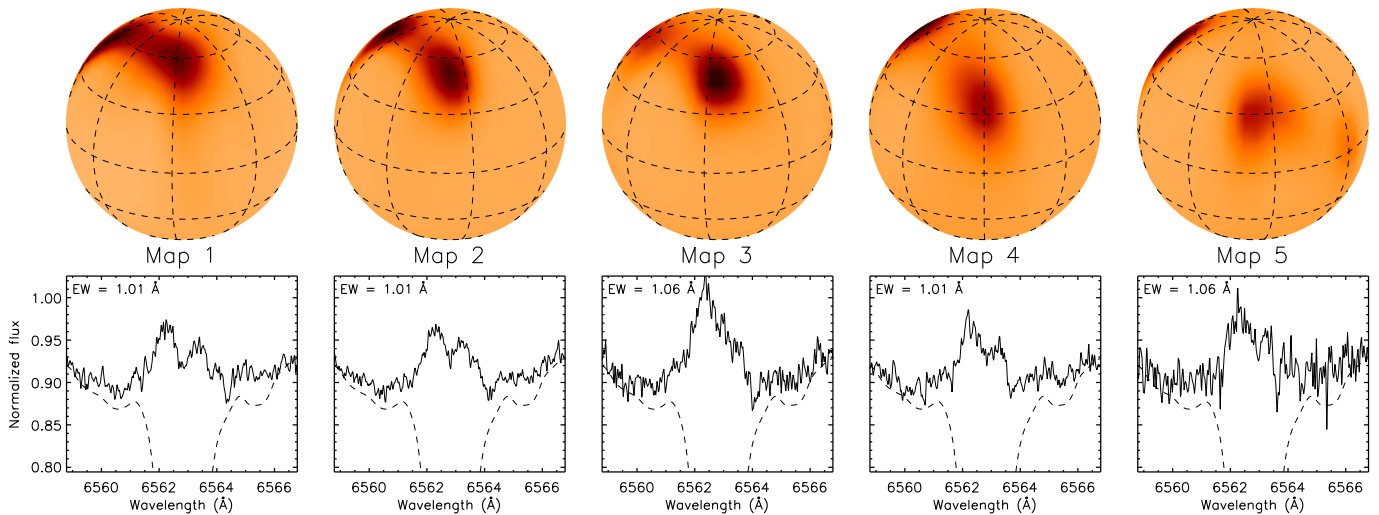 Map 1 Map 2 Map 3 Map 4 Map 5
EW = 1.01 Å EW = 1.01 Å EW = 1.06 Å EW = 1.01 Å EW = 1.06 Å
1.00
0.95
0.90
0.85
0.80
Normalized flux
6560 6562 6564 6566 6560 6562 6564 6566 6560 6562 6564 6566 6560 6562 6564 6566 6560 6562 6564 6566
Wavelength (Å) Wavelength (Å) Wavelength (Å) Wavelength (Å) Wavelength (Å)